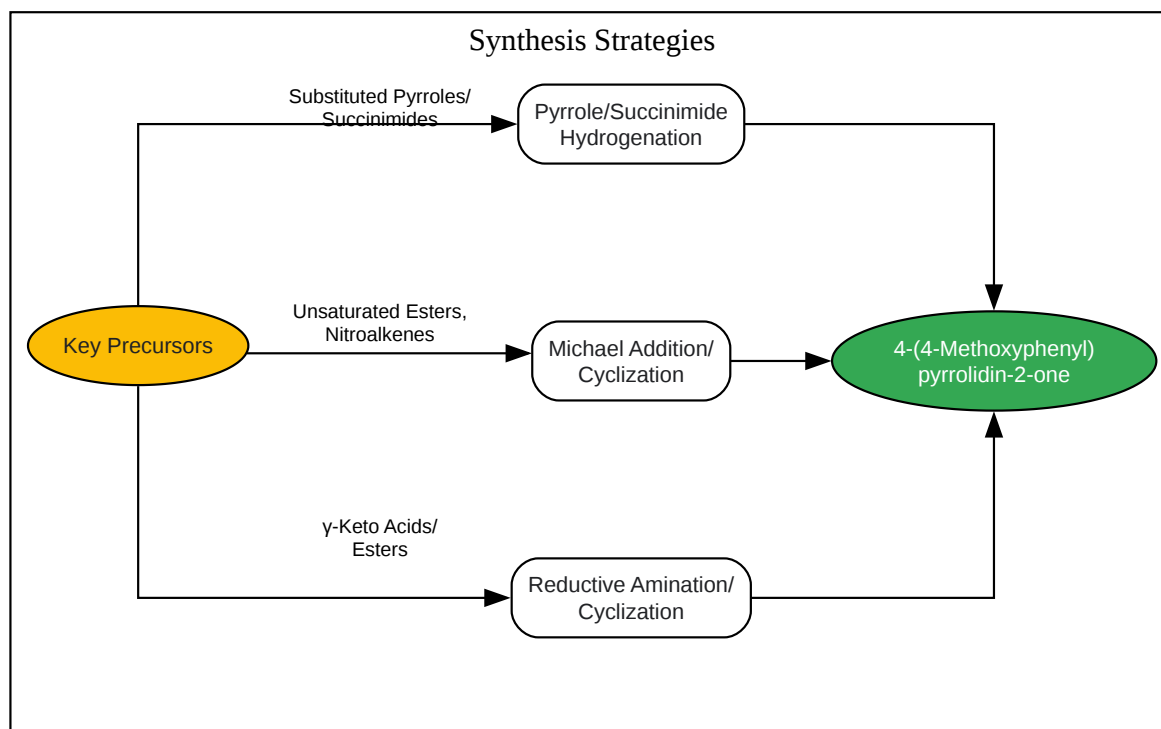 Synthesis Strategies
Substituted Pyrroles/
Succinimides
Pyrrole/Succinimide
Hydrogenation
Key Precursors
Unsaturated Esters,
Nitroalkenes
Michael Addition/
Cyclization
4-(4-Methoxyphenyl)
pyrrolidin-2-one
γ-Keto Acids/
Esters
Reductive Amination/
Cyclization